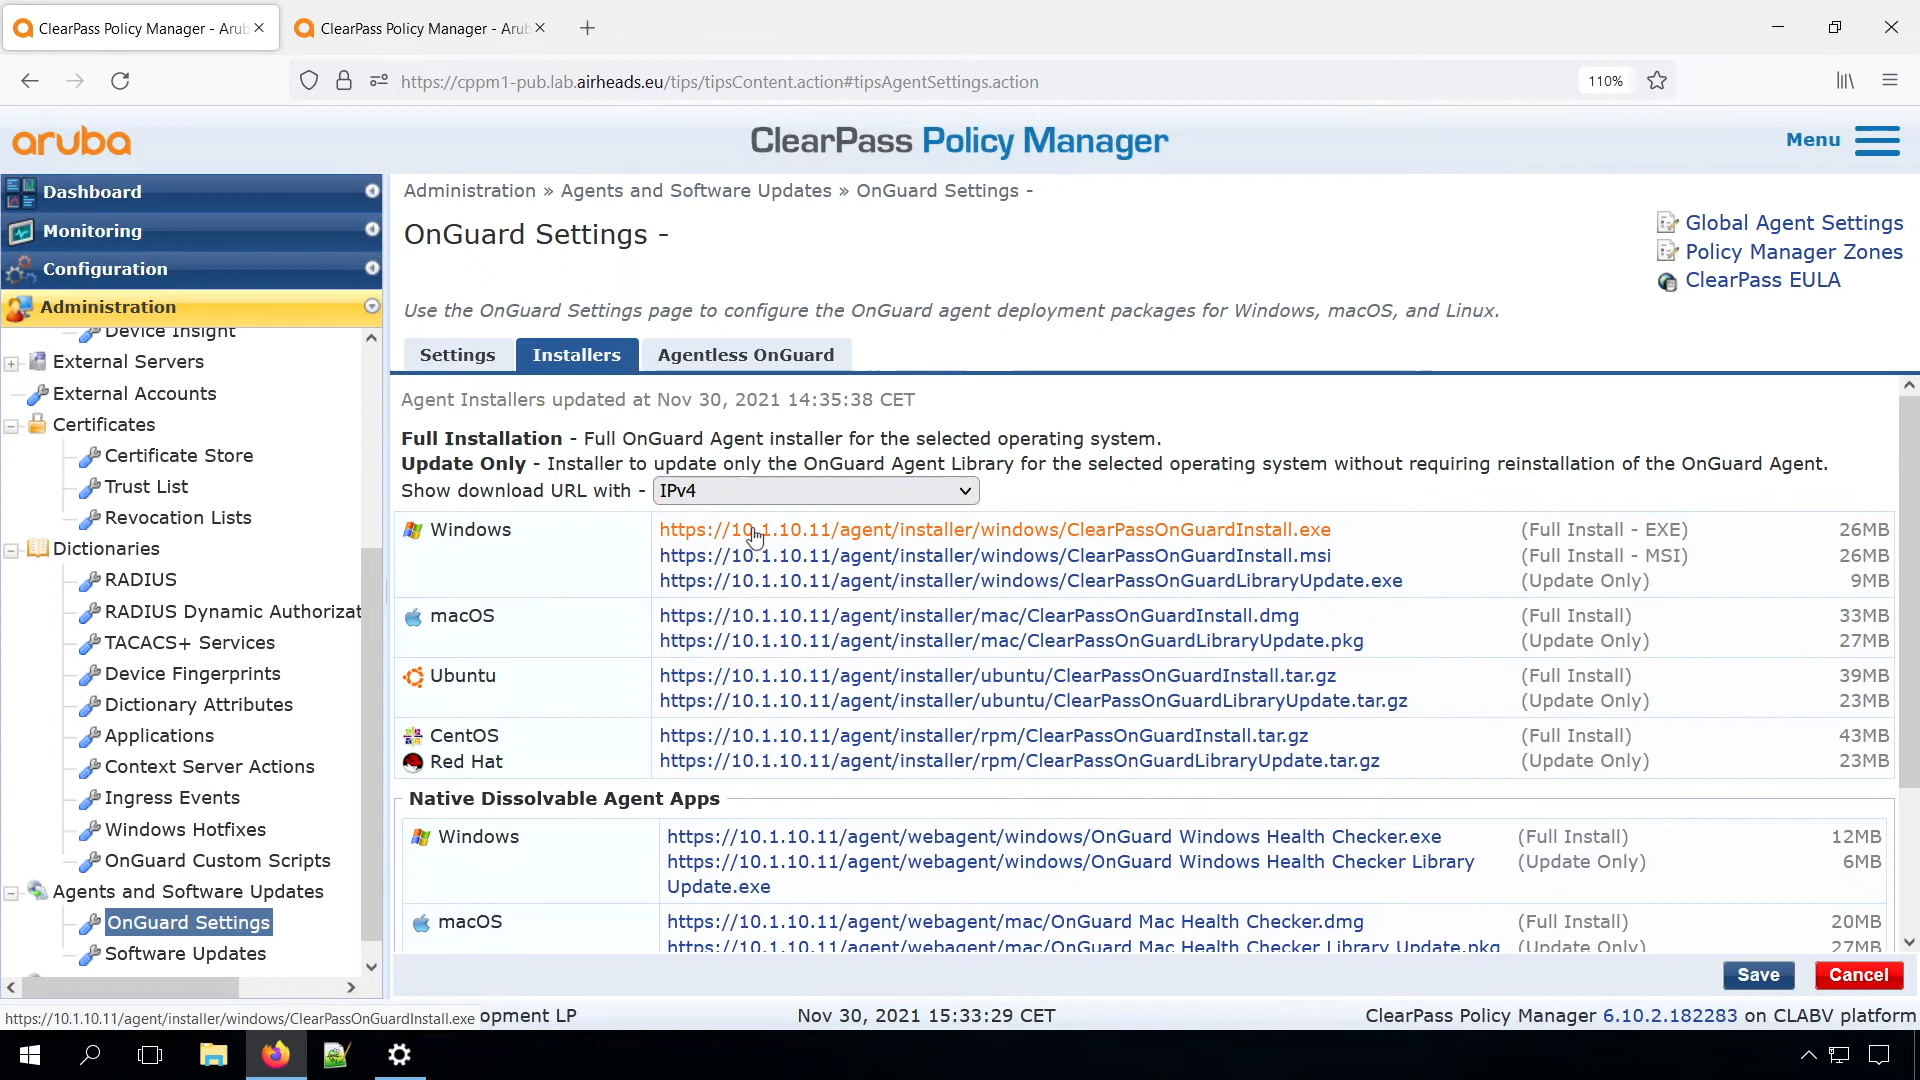 ClearPass Policy Manager - Arub
ClearPass Policy Manager - Arub
https://cppm1-pub.lab.airheads.eu/tips/tipsContent.action#tipsAgentSettings.action
110%
aruba
ClearPass Policy Manager
Menu
Dashboard
Monitoring
Configuration
Administration
Device Insight
External Servers
External Accounts
Certificates
Certificate Store
Trust List
Revocation Lists
Dictionaries
RADIUS
RADIUS Dynamic Authorizat
TACACS+ Services
Device Fingerprints
Dictionary Attributes
Applications
Context Server Actions
Ingress Events
Windows Hotfixes
OnGuard Custom Scripts
Agents and Software Updates
OnGuard Settings
Software Updates
Administration » Agents and Software Updates » OnGuard Settings -
OnGuard Settings -
Global Agent Settings
Policy Manager Zones
ClearPass EULA
Use the OnGuard Settings page to configure the OnGuard agent deployment packages for Windows, macOS, and Linux.
Settings Installers Agentless OnGuard
Agent Installers updated at Nov 30, 2021 14:35:38 CET
Full Installation - Full OnGuard Agent installer for the selected operating system.
Update Only - Installer to update only the OnGuard Agent Library for the selected operating system without requiring reinstallation of the OnGuard Agent.
Show download URL with - IPv4
Windows https://10.1.10.11/agent/installer/windows/ClearPassOnGuardInstall.exe (Full Install - EXE) 26MB
https://10.1.10.11/agent/installer/windows/ClearPassOnGuardInstall.msi (Full Install - MSI) 26MB
https://10.1.10.11/agent/installer/windows/ClearPassOnGuardLibraryUpdate.exe (Update Only) 9MB
macOS https://10.1.10.11/agent/installer/mac/ClearPassOnGuardInstall.dmg (Full Install) 33MB
https://10.1.10.11/agent/installer/mac/ClearPassOnGuardLibraryUpdate.pkg (Update Only) 27MB
Ubuntu https://10.1.10.11/agent/installer/ubuntu/ClearPassOnGuardInstall.tar.gz (Full Install) 39MB
https://10.1.10.11/agent/installer/ubuntu/ClearPassOnGuardLibraryUpdate.tar.gz (Update Only) 23MB
CentOS https://10.1.10.11/agent/installer/rpm/ClearPassOnGuardInstall.tar.gz (Full Install) 43MB
Red Hat https://10.1.10.11/agent/installer/rpm/ClearPassOnGuardLibraryUpdate.tar.gz (Update Only) 23MB
Native Dissolvable Agent Apps
Windows https://10.1.10.11/agent/webagent/windows/OnGuard Windows Health Checker.exe (Full Install) 12MB
https://10.1.10.11/agent/webagent/windows/OnGuard Windows Health Checker Library (Update Only) 6MB
Update.exe
macOS https://10.1.10.11/agent/webagent/mac/OnGuard Mac Health Checker.dmg (Full Install) 20MB
https://10.1.10.11/agent/webagent/mac/OnGuard Mac Health Checker Library Update.pkg (Update Only) 27MB
Save Cancel
https://10.1.10.11/agent/installer/windows/ClearPassOnGuardInstall.exe
opment LP
Nov 30, 2021 15:33:29 CET
ClearPass Policy Manager 6.10.2.182283 on CLABV platform